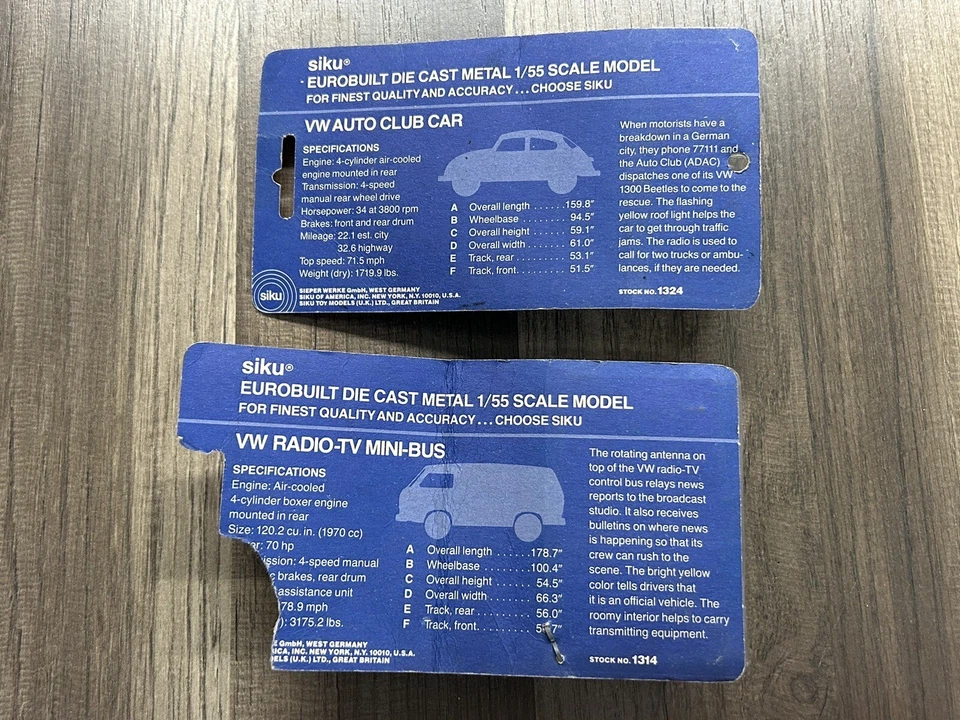 siku®
EUROBUILT DIE CAST METAL 1/55 SCALE MODEL
FOR FINEST QUALITY AND ACCURACY...CHOOSE SIKU
VW AUTO CLUB CAR
SPECIFICATIONS
Engine: 4-cylinder air-cooled
engine mounted in rear
Transmission: 4-speed
manual rear wheel drive
Horsepower: 34 at 3800 rpm
Brakes: front and rear drum
Mileage: 22.1 est. city
32.6 highway
Top speed: 71.5 mph
Weight (dry): 1719.9 lbs.
A Overall length ......159.8"
B Wheelbase ........ 94.5"
C Overall height ...... 59.1"
D Overall width ....... 61.0"
E Track, rear .......... 53.1"
F Track, front.......... 51.5"
When motorists have a
breakdown in a German
city, they phone 77111 and
the Auto Club (ADAC)
dispatches one of its VW
1300 Beetles to come to the
rescue. The flashing
yellow roof light helps the
car to get through traffic
jams. The radio is used to
call for two trucks or ambu-
lances, if they are needed.
STOCK NO. 1324
siku
SIEPER WERKE GmbH, WEST GERMANY
SIKU OF AMERICA, INC. NEW YORK, N.Y. 10010, U.S.A.
SIKU TOY MODELS (U.K.) LTD., GREAT BRITAIN
siku®
EUROBUILT DIE CAST METAL 1/55 SCALE MODEL
FOR FINEST QUALITY AND ACCURACY...CHOOSE SIKU
VW RADIO-TV MINI-BUS
SPECIFICATIONS
Engine: Air-cooled
4-cylinder boxer engine
mounted in rear
Size: 120.2 cu. in. (1970 cc)
er: 70 hp
ission: 4-speed manual
c brakes, rear drum
assistance unit
78.9 mph
): 3175.2 lbs.
A Overall length ......178.7"
B Wheelbase ........100.4"
C Overall height ...... 54.5"
D Overall width ....... 66.3"
E Track, rear .......... 56.0"
F Track, front..........
The rotating antenna on
top of the VW radio-TV
control bus relays news
reports to the broadcast
studio. It also receives
bulletins on where news
is happening so that its
crew can rush to the
scene. The bright yellow
color tells drivers that
it is an official vehicle. The
roomy interior helps to carry
transmitting equipment.
STOCK NO. 1314
GmbH, WEST GERMANY
ICA, INC. NEW YORK, N.Y. 10010, U.S.A.
ELS (U.K.) LTD., GREAT BRITAIN